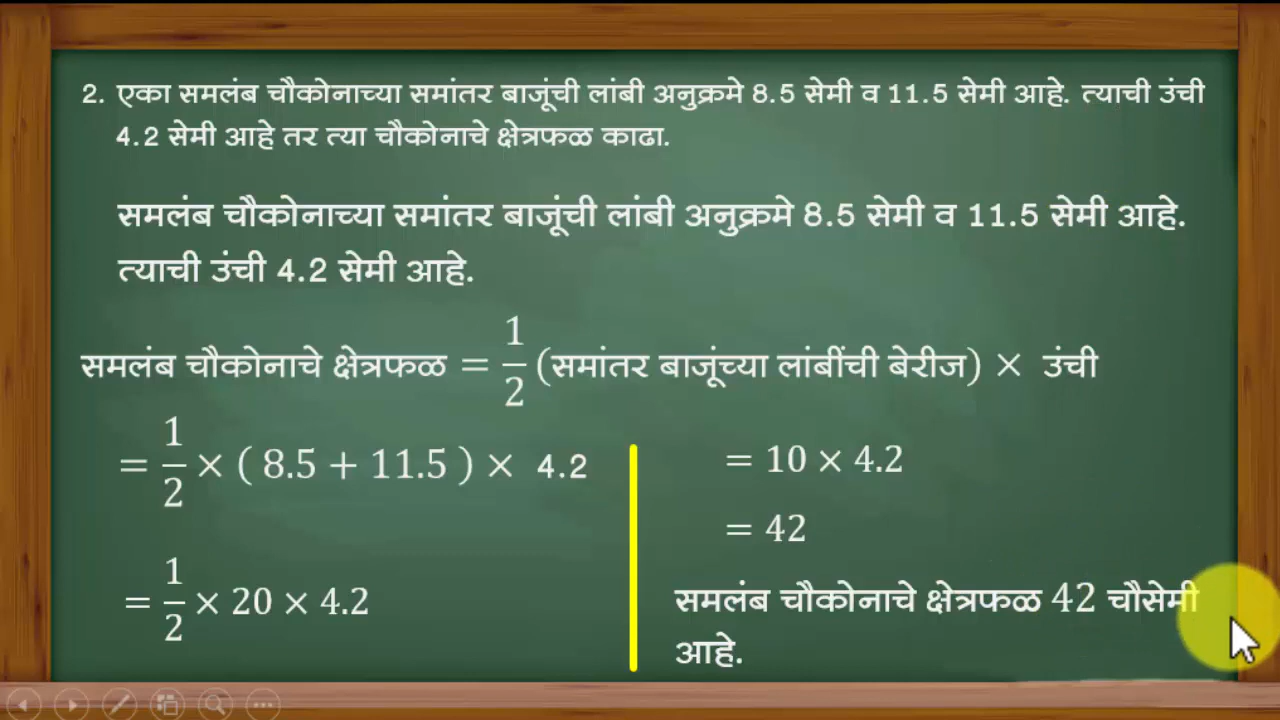 2. एका समलंब चौकोनाच्या समांतर बाजूंची लांबी अनुक्रमे 8.5 सेमी व 11.5 सेमी आहे. त्याची उंची
4.2 सेमी आहे तर त्या चौकोनाचे क्षेत्रफळ काढा.
समलंब चौकोनाच्या समांतर बाजूंची लांबी अनुक्रमे 8.5 सेमी व 11.5 सेमी आहे.
त्याची उंची 4.2 सेमी आहे.
समलंब चौकोनाचे क्षेत्रफळ = 1/2 (समांतर बाजूंच्या लांबींची बेरीज) × उंची
= 1/2 × ( 8.5 + 11.5 ) × 4.2
= 1/2 × 20 × 4.2
= 10 × 4.2
= 42
समलंब चौकोनाचे क्षेत्रफळ 42 चौसेमी
आहे.